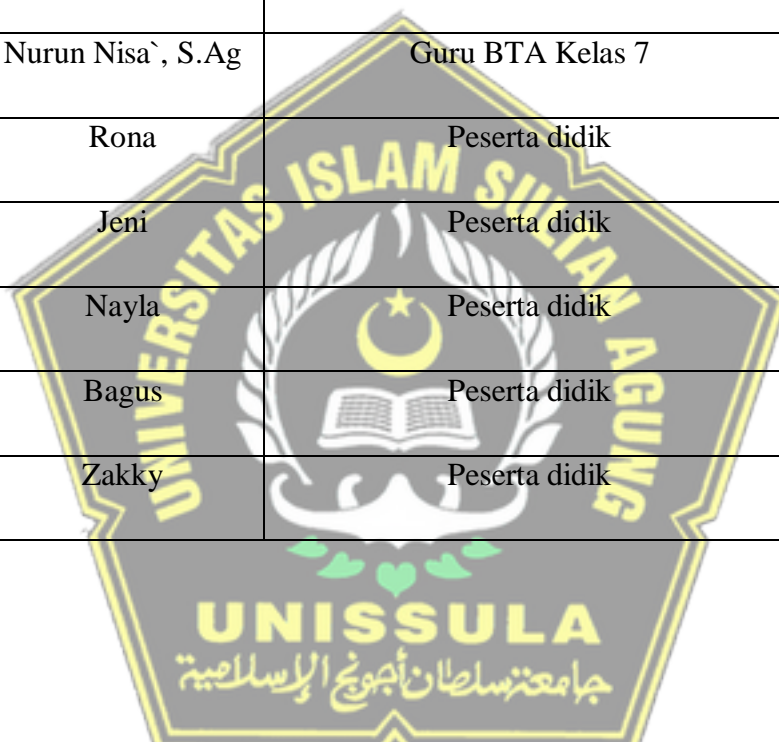 Nurun Nisa`, S.Ag Guru BTA Kelas 7
Rona Peserta didik
Jeni Peserta didik
Nayla Peserta didik
Bagus Peserta didik
Zakky Peserta didik
UNIVERSITAS ISLAM SULTAN AGUNG
UNISSULA
جامعة سلطان أجونج الإسلامية